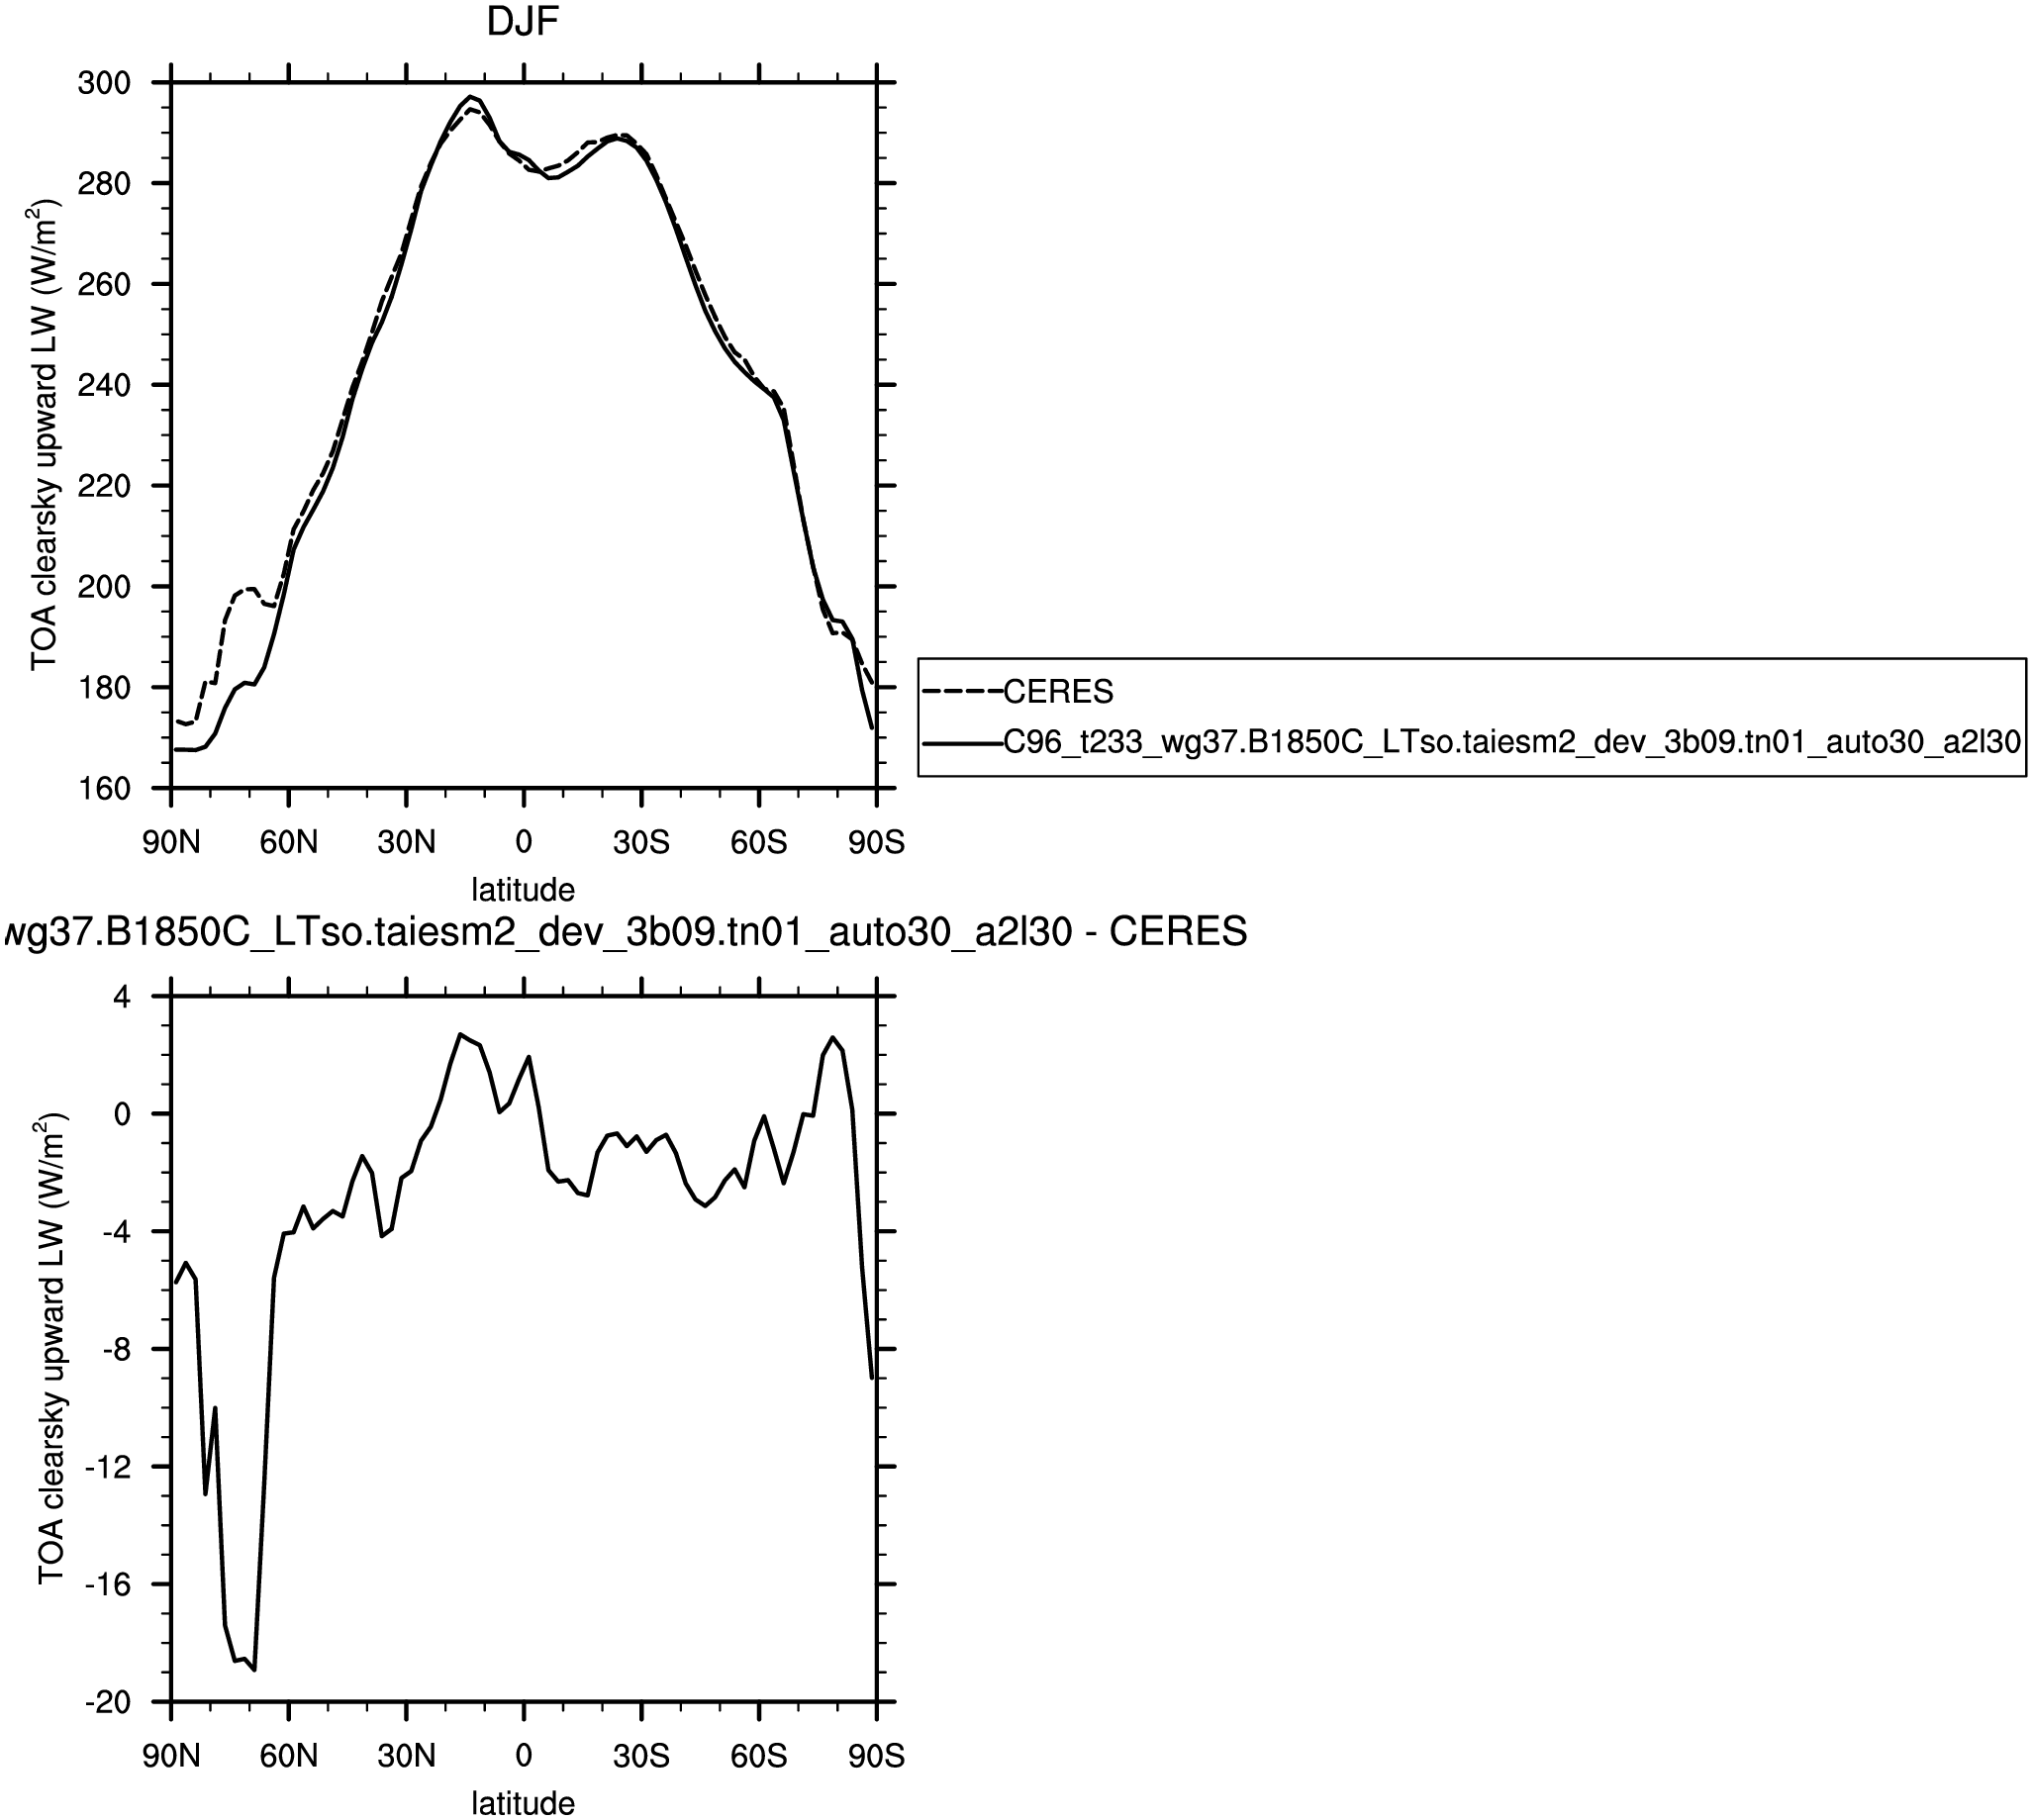 DJF
TOA clearsky upward LW (W/m²)
300
280
260
240
220
200
180
160
90N 60N 30N 0 30S 60S 90S
latitude
CERES
C96_t233_wg37.B1850C_LTso.taiesm2_dev_3b09.tn01_auto30_a2l30
wg37.B1850C_LTso.taiesm2_dev_3b09.tn01_auto30_a2l30 - CERES
TOA clearsky upward LW (W/m²)
4
0
-4
-8
-12
-16
-20
90N 60N 30N 0 30S 60S 90S
latitude